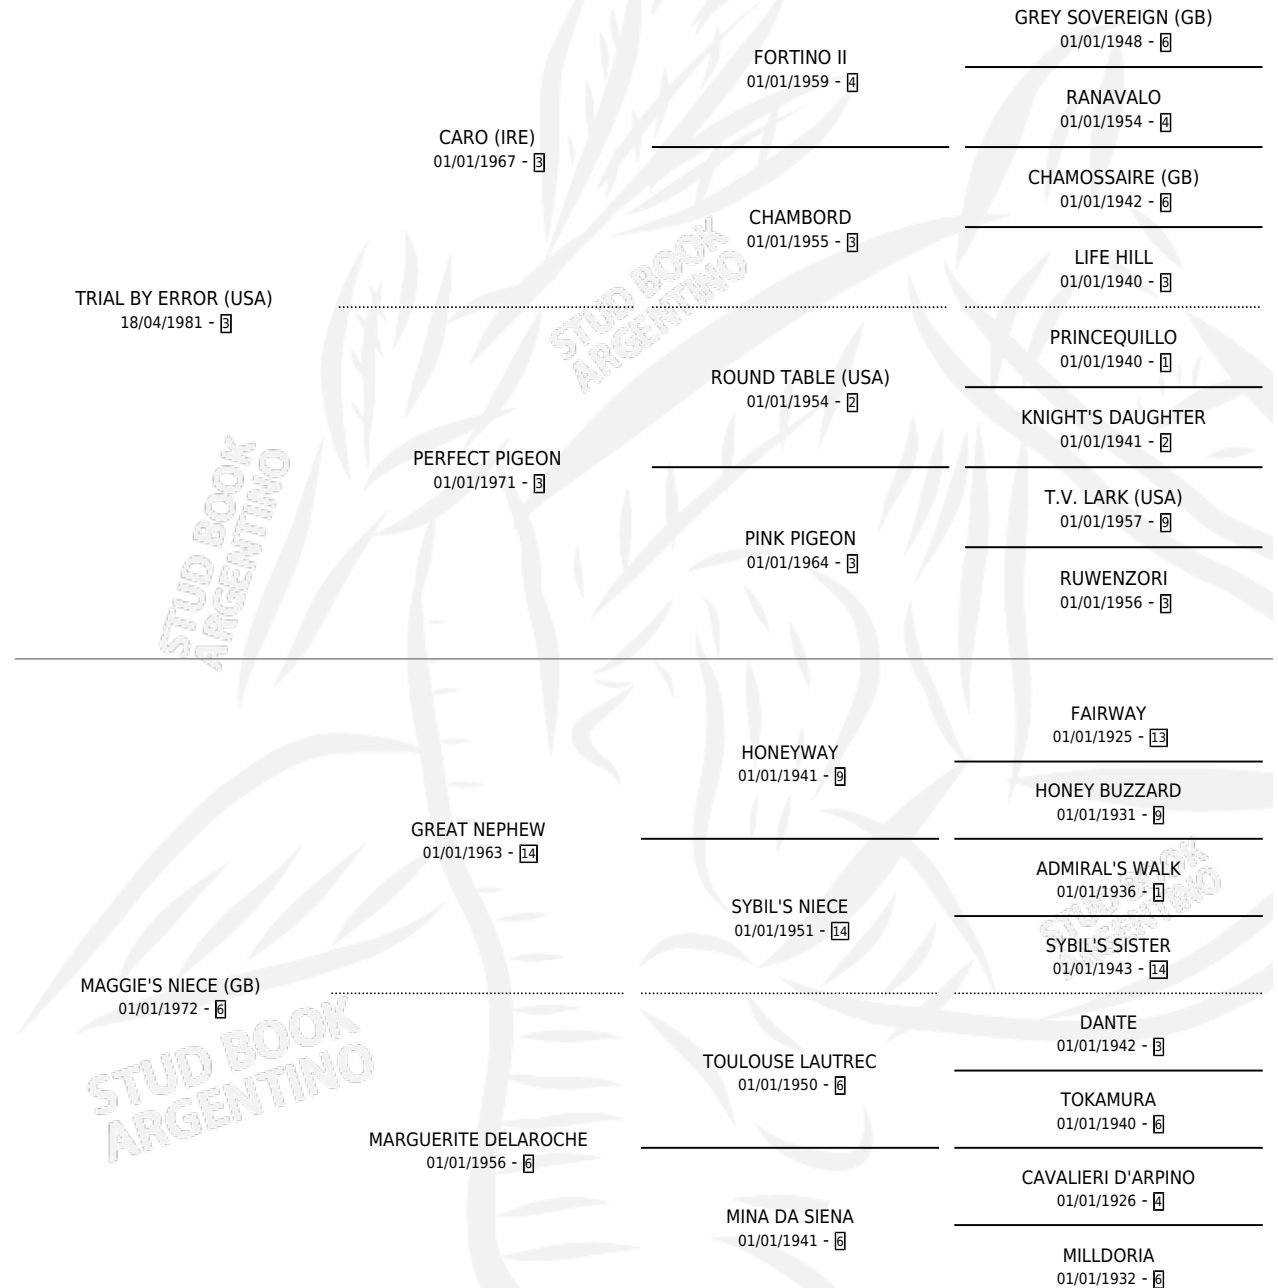 GREY SOVEREIGN (GB)
01/01/1948 - 6
FORTINO II
01/01/1959 - 4
RANAVALO
01/01/1954 - 4
CARO (IRE)
01/01/1967 - 3
CHAMOSSAIRE (GB)
01/01/1942 - 6
CHAMBORD
01/01/1955 - 3
LIFE HILL
01/01/1940 - 3
TRIAL BY ERROR (USA)
18/04/1981 - 3
PRINCEQUILLO
01/01/1940 - 1
ROUND TABLE (USA)
01/01/1954 - 2
KNIGHT'S DAUGHTER
01/01/1941 - 2
PERFECT PIGEON
01/01/1971 - 3
T.V. LARK (USA)
01/01/1957 - 9
PINK PIGEON
01/01/1964 - 3
RUWENZORI
01/01/1956 - 3
STUD BOOK
ARGENTINO
STUD BOOK
ARGENTINO
FAIRWAY
01/01/1925 - 13
HONEYWAY
01/01/1941 - 9
HONEY BUZZARD
01/01/1931 - 9
GREAT NEPHEW
01/01/1963 - 14
ADMIRAL'S WALK
01/01/1936 - 1
SYBIL'S NIECE
01/01/1951 - 14
SYBIL'S SISTER
01/01/1943 - 14
STUD BOOK
ARGENTINO
MAGGIE'S NIECE (GB)
01/01/1972 - 6
DANTE
01/01/1942 - 3
TOULOUSE LAUTREC
01/01/1950 - 6
TOKAMURA
01/01/1940 - 6
STUD BOOK
ARGENTINO
MARGUERITE DELAROCHE
01/01/1956 - 6
CAVALIERI D'ARPINO
01/01/1926 - 4
MINA DA SIENA
01/01/1941 - 6
MILLDORIA
01/01/1932 - 6